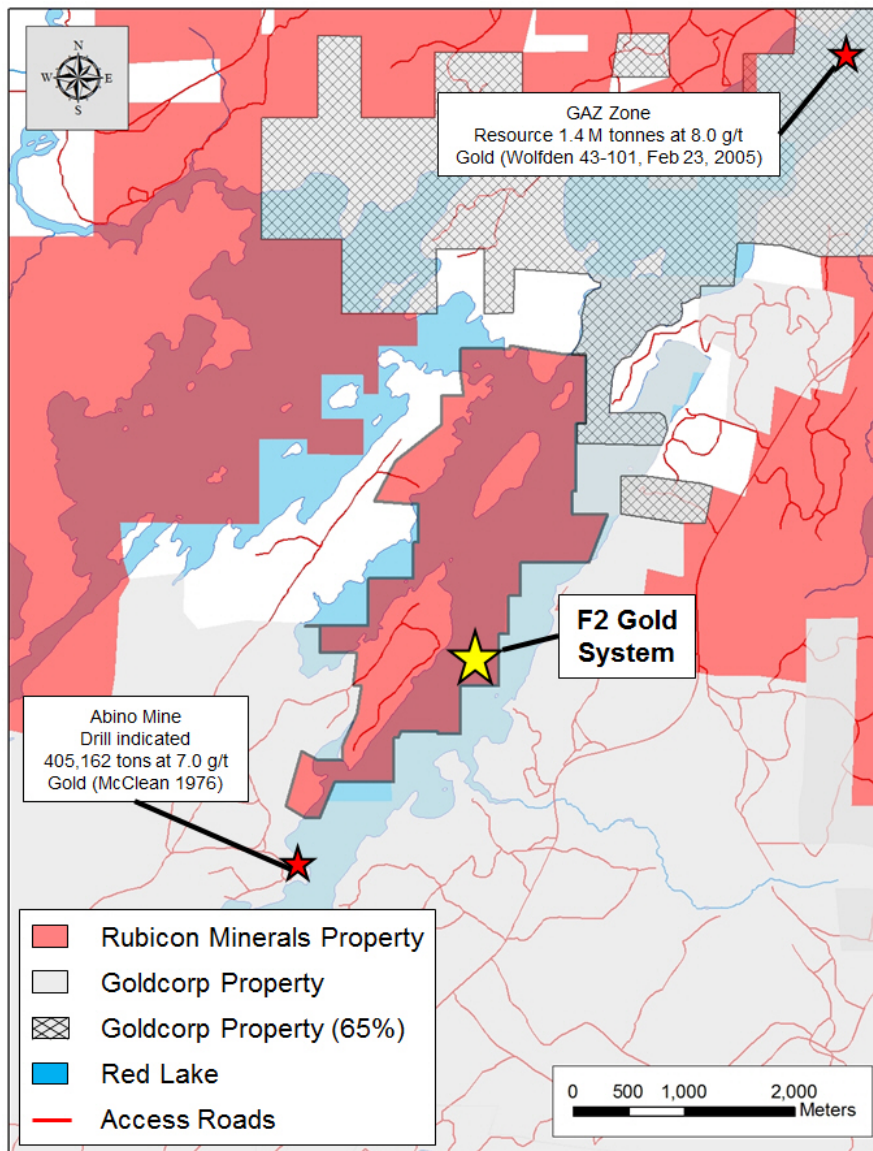 N
W E
S
GAZ Zone
Resource 1.4 M tonnes at 8.0 g/t
Gold (Wolfden 43-101, Feb 23, 2005)
F2 Gold
System
Abino Mine
Drill indicated
405,162 tons at 7.0 g/t
Gold (McClean 1976)
Rubicon Minerals Property
Goldcorp Property
Goldcorp Property (65%)
Red Lake
Access Roads
0 500 1,000 2,000
Meters